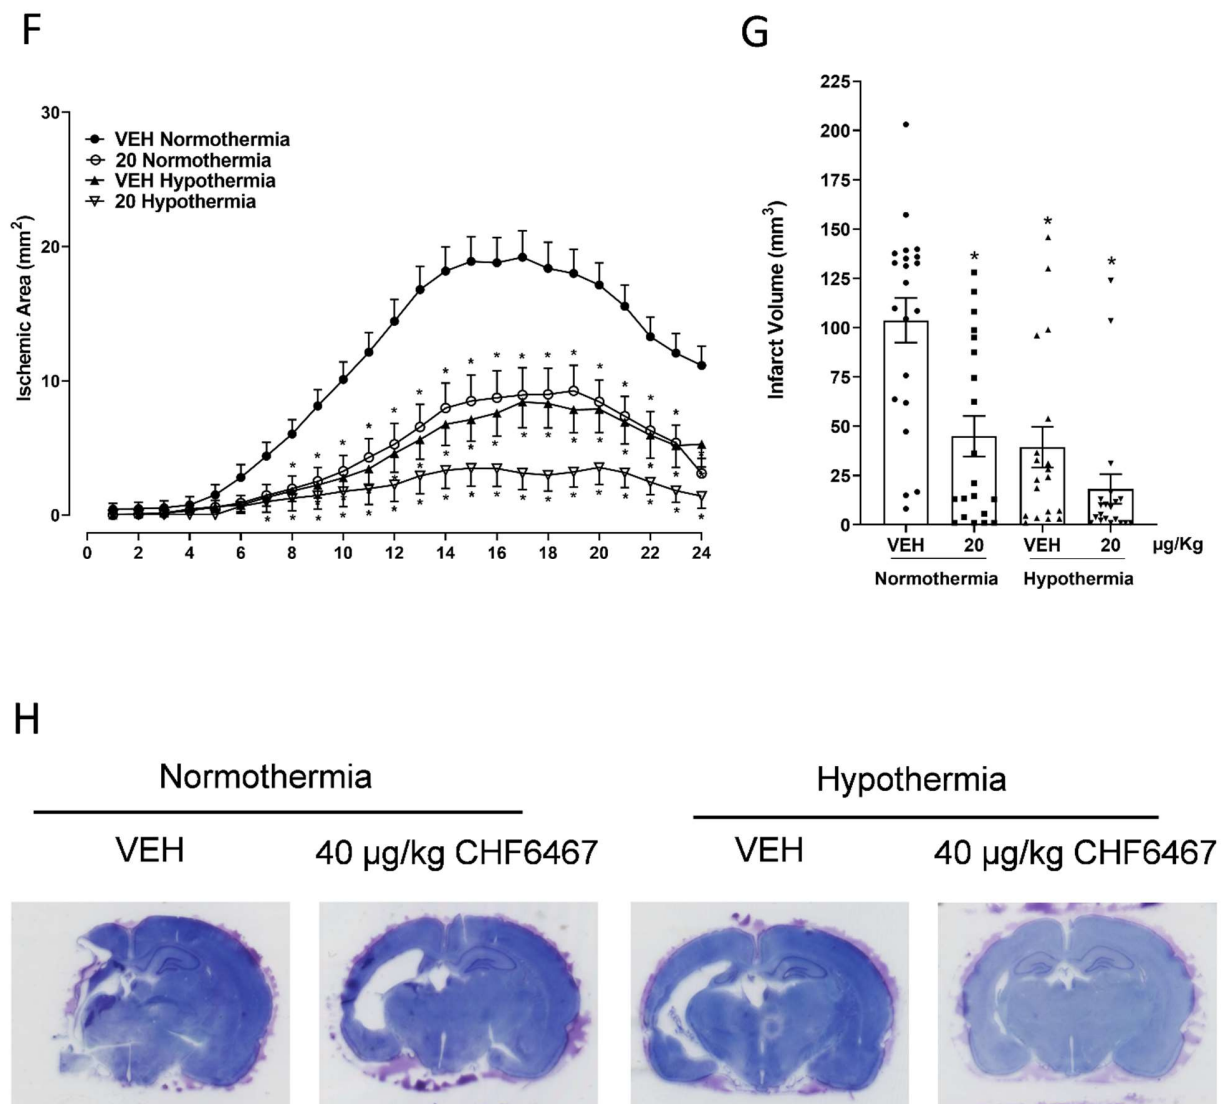 F
30
20
10
0
Ischemic Area (mm²)
VEH Normothermia
20 Normothermia
VEH Hypothermia
20 Hypothermia
0 2 4 6 8 10 12 14 16 18 20 22 24
G
225
200
175
150
125
100
75
50
25
0
Infarct Volume (mm³)
VEH 20 VEH 20 µg/Kg
Normothermia Hypothermia
H
Normothermia Hypothermia
VEH 40 µg/kg CHF6467 VEH 40 µg/kg CHF6467